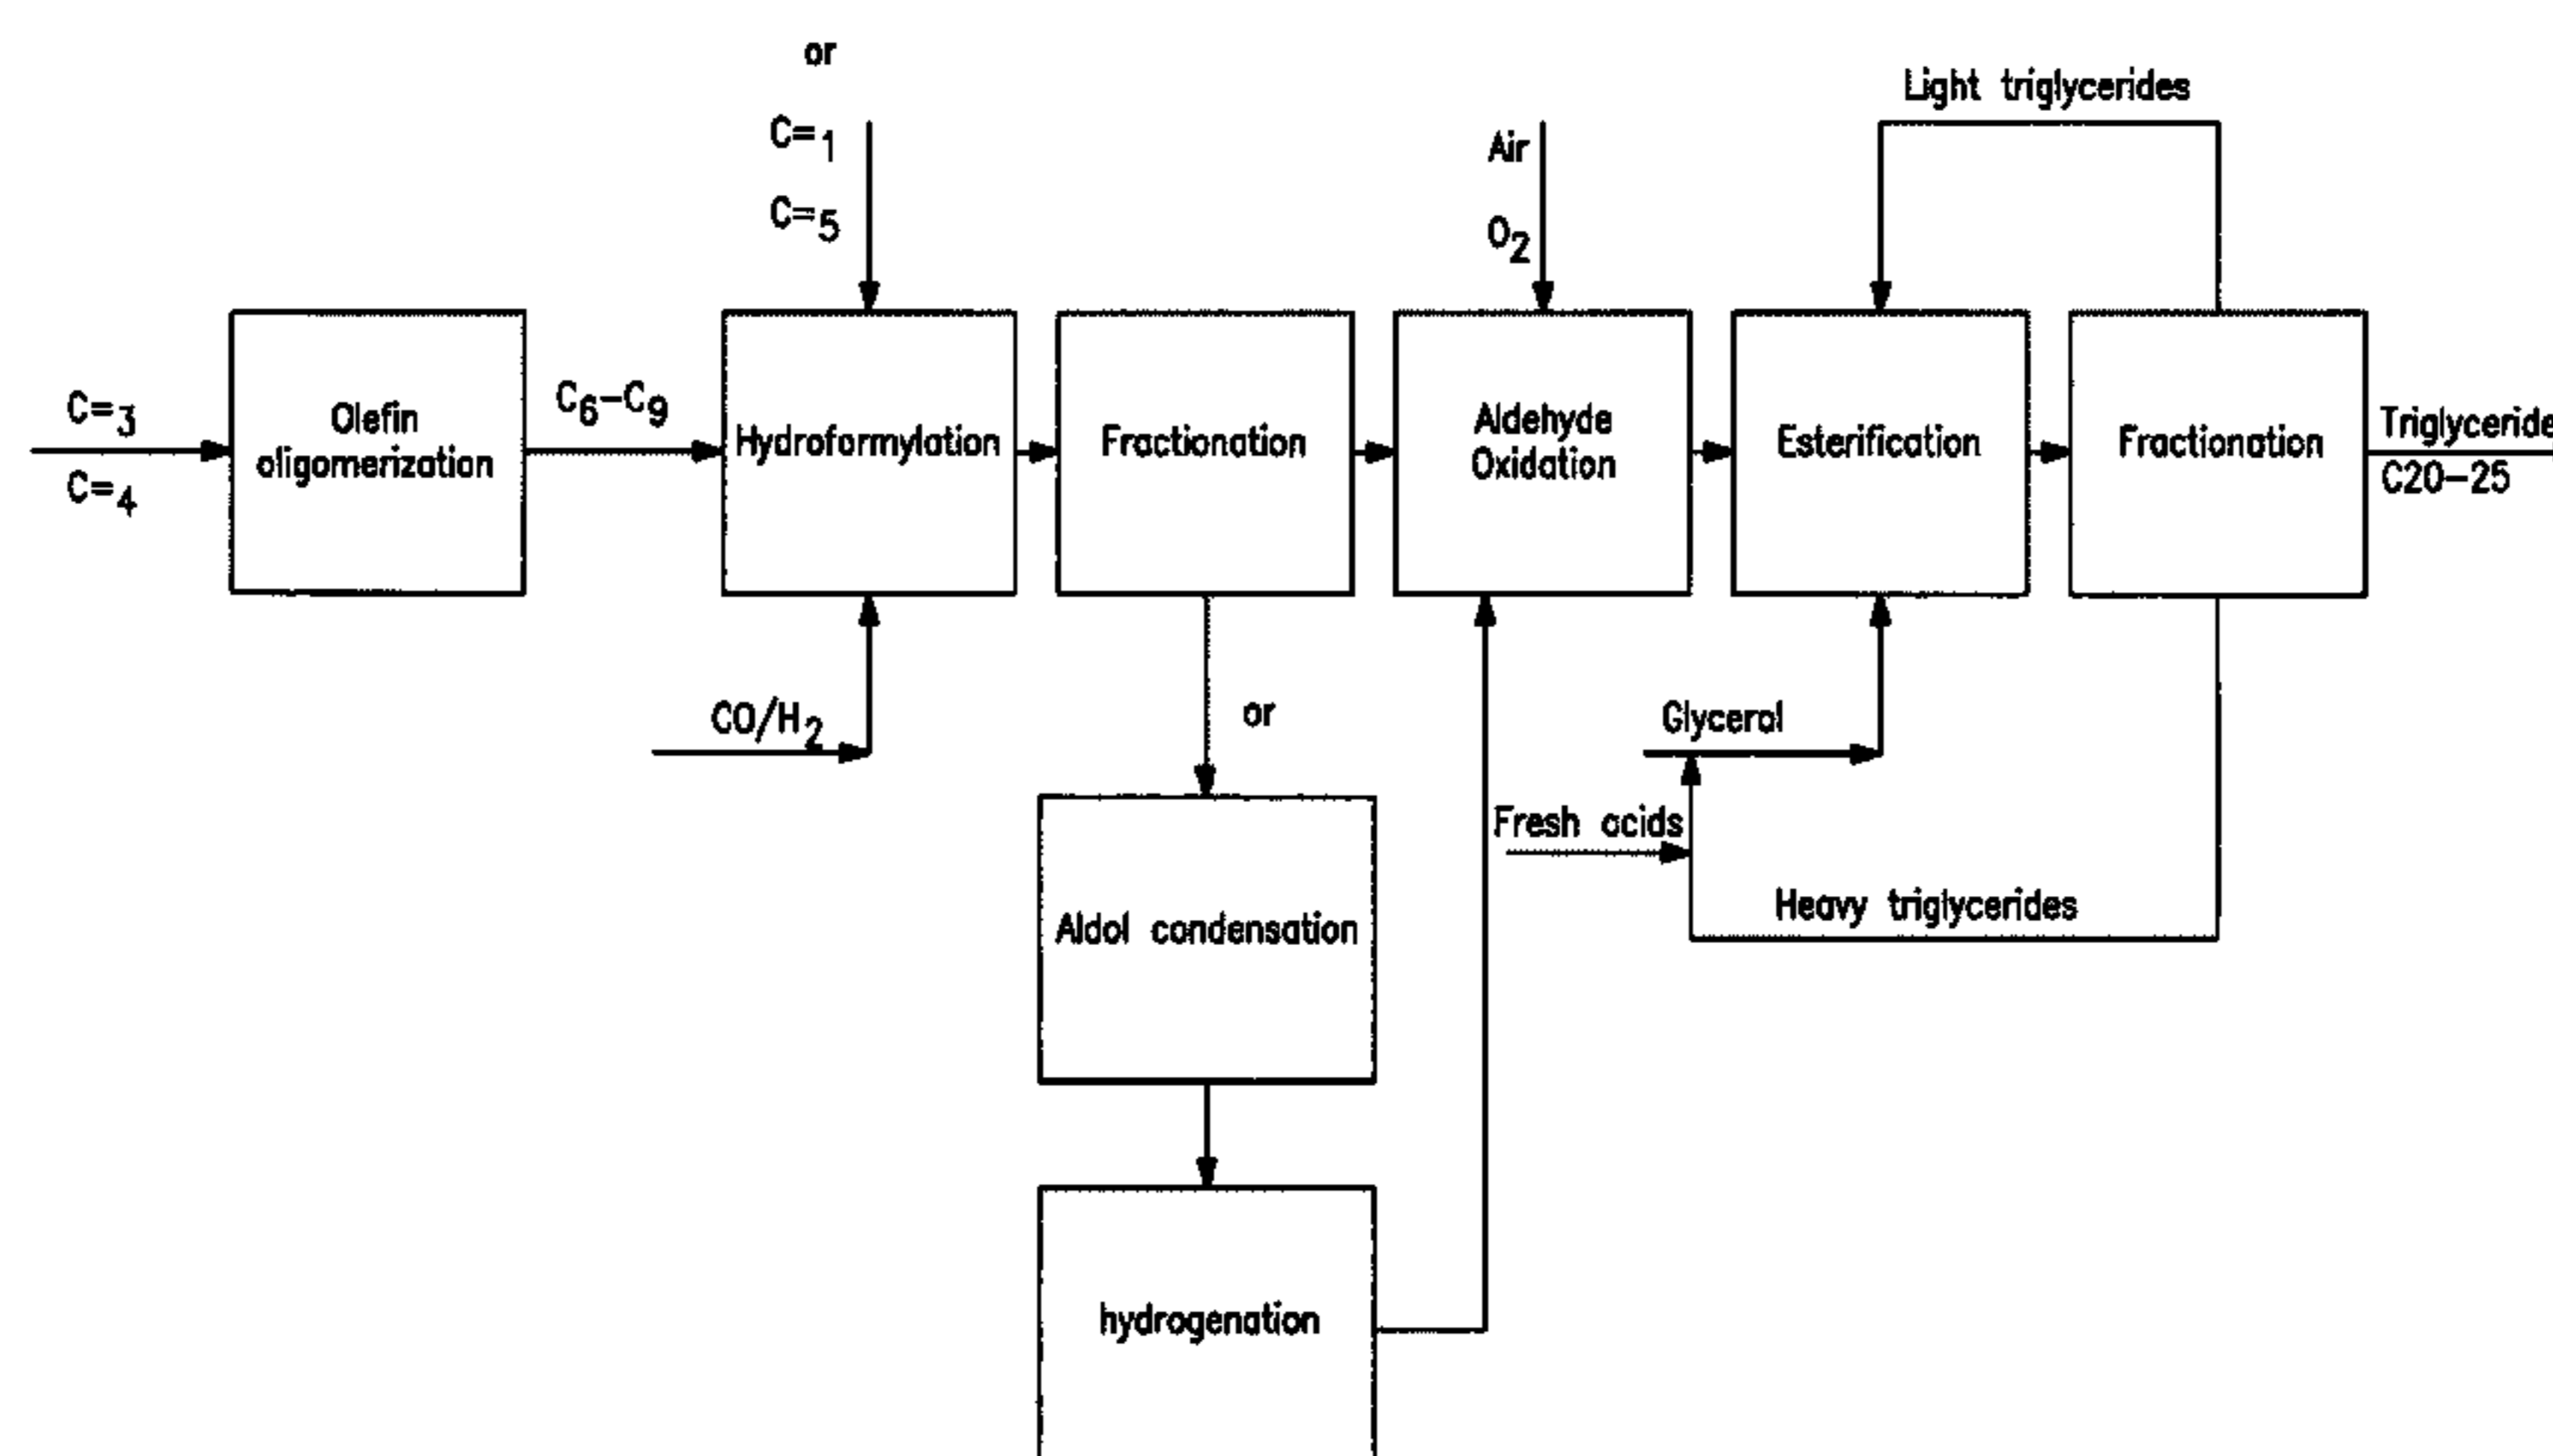 or
C=1
C=5
Air
O2
Light triglycerides
C=3
C=4
Olefin
oligomerization
C6-C9
Hydroformylation
Fractionation
Aldehyde
Oxidation
Esterification
Fractionation
Triglyceride
C20-25
CO/H2
or
Glycerol
Fresh acids
Heavy triglycerides
Aldol condensation
hydrogenation